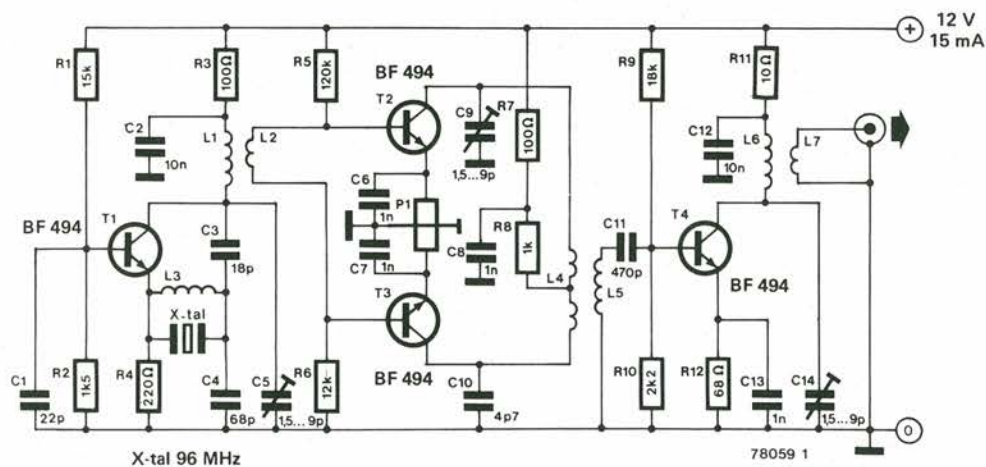 12 V
15 mA
R1
15k
R3
100Ω
R5
120k
BF 494
T2
C9
R7
1,5...9p
100Ω
R9
18k
R11
10Ω
C2
10n
L1
L2
C6
1n
P1
C7
1n
C8
1n
R8
1k
L4
C12
10n
L6
L7
BF 494
T1
C3
18p
L3
X-tal
T3
BF 494
C11
470p
L5
T4
BF 494
C1
22p
R2
1k5
R4
220Ω
C4
68p
C5
1,5...9p
R6
12k
C10
4p7
R10
2k2
R12
68Ω
C13
1n
C14
1,5...9p
0
X-tal 96 MHz
78059 1